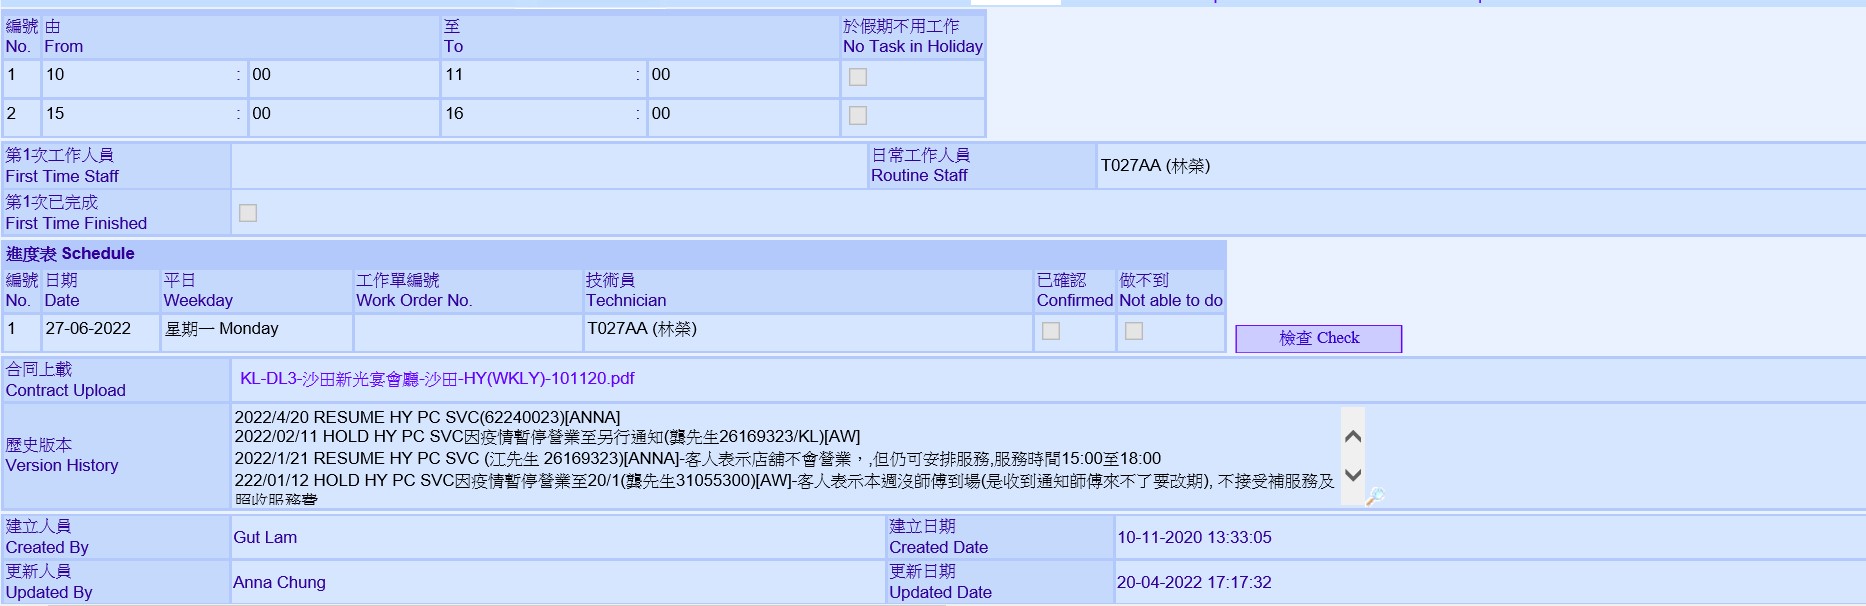 編號 由 至 於假期不用工作
No. From To No Task in Holiday
1 10 : 00 11 : 00
2 15 : 00 16 : 00
第1次工作人員 日常工作人員
First Time Staff Routine Staff T027AA (林榮)
第1次已完成
First Time Finished
進度表 Schedule
編號 日期 平日 工作單編號 技術員 已確認 做不到
No. Date Weekday Work Order No. Technician Confirmed Not able to do
1 27-06-2022 星期一 Monday T027AA (林榮)
檢查 Check
合同上載
Contract Upload
KL-DL3-沙田新光宴會廳-沙田-HY(WKLY)-101120.pdf
歷史版本
Version History
2022/4/20 RESUME HY PC SVC(62240023)[ANNA]
2022/02/11 HOLD HY PC SVC因疫情暫停營業至另行通知(龔先生26169323/KL)[AW]
2022/1/21 RESUME HY PC SVC (江先生 26169323)[ANNA]-客人表示店舖不會營業，,但仍可安排服務,服務時間15:00至18:00
222/01/12 HOLD HY PC SVC因疫情暫停營業至20/1(龔先生31055300)[AW]-客人表示本週沒師傅到場(是收到通知師傅來不了要改期), 不接受補服務及
照收服務費
建立人員 建立日期
Created By Gut Lam Created Date 10-11-2020 13:33:05
更新人員 更新日期
Updated By Anna Chung Updated Date 20-04-2022 17:17:32